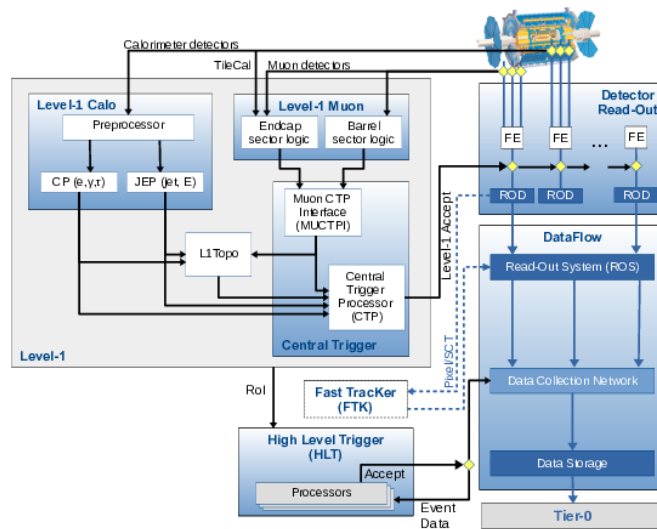 Calorimeter detectors
TileCal
Muon detectors
Level-1 Calo
Preprocessor
CP (e,γ,τ)
JEP (jet, E)
Level-1 Muon
Endcap
sector logic
Barrel
sector logic
Detector
Read-Out
FE
FE
...
FE
ROD
ROD
ROD
Muon CTP
Interface
(MUCTPI)
L1Topo
Central
Trigger
Processor
(CTP)
Central Trigger
Level-1
Level-1 Accept
DataFlow
Read-Out System (ROS)
Pixel/SCT
RoI
Fast TracKer
(FTK)
Data Collection Network
High Level Trigger
(HLT)
Accept
Processors
Event
Data
Data Storage
Tier-0